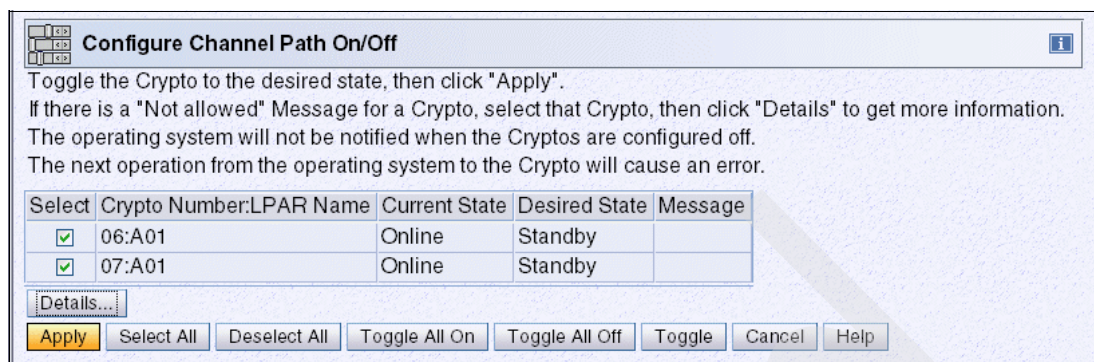 Configure Channel Path On/Off
Toggle the Crypto to the desired state, then click "Apply".
If there is a "Not allowed" Message for a Crypto, select that Crypto, then click "Details" to get more information.
The operating system will not be notified when the Cryptos are configured off.
The next operation from the operating system to the Crypto will cause an error.
Select Crypto Number:LPAR Name Current State Desired State Message
06:A01 Online Standby
07:A01 Online Standby
Details...
Apply Select All Deselect All Toggle All On Toggle All Off Toggle Cancel Help